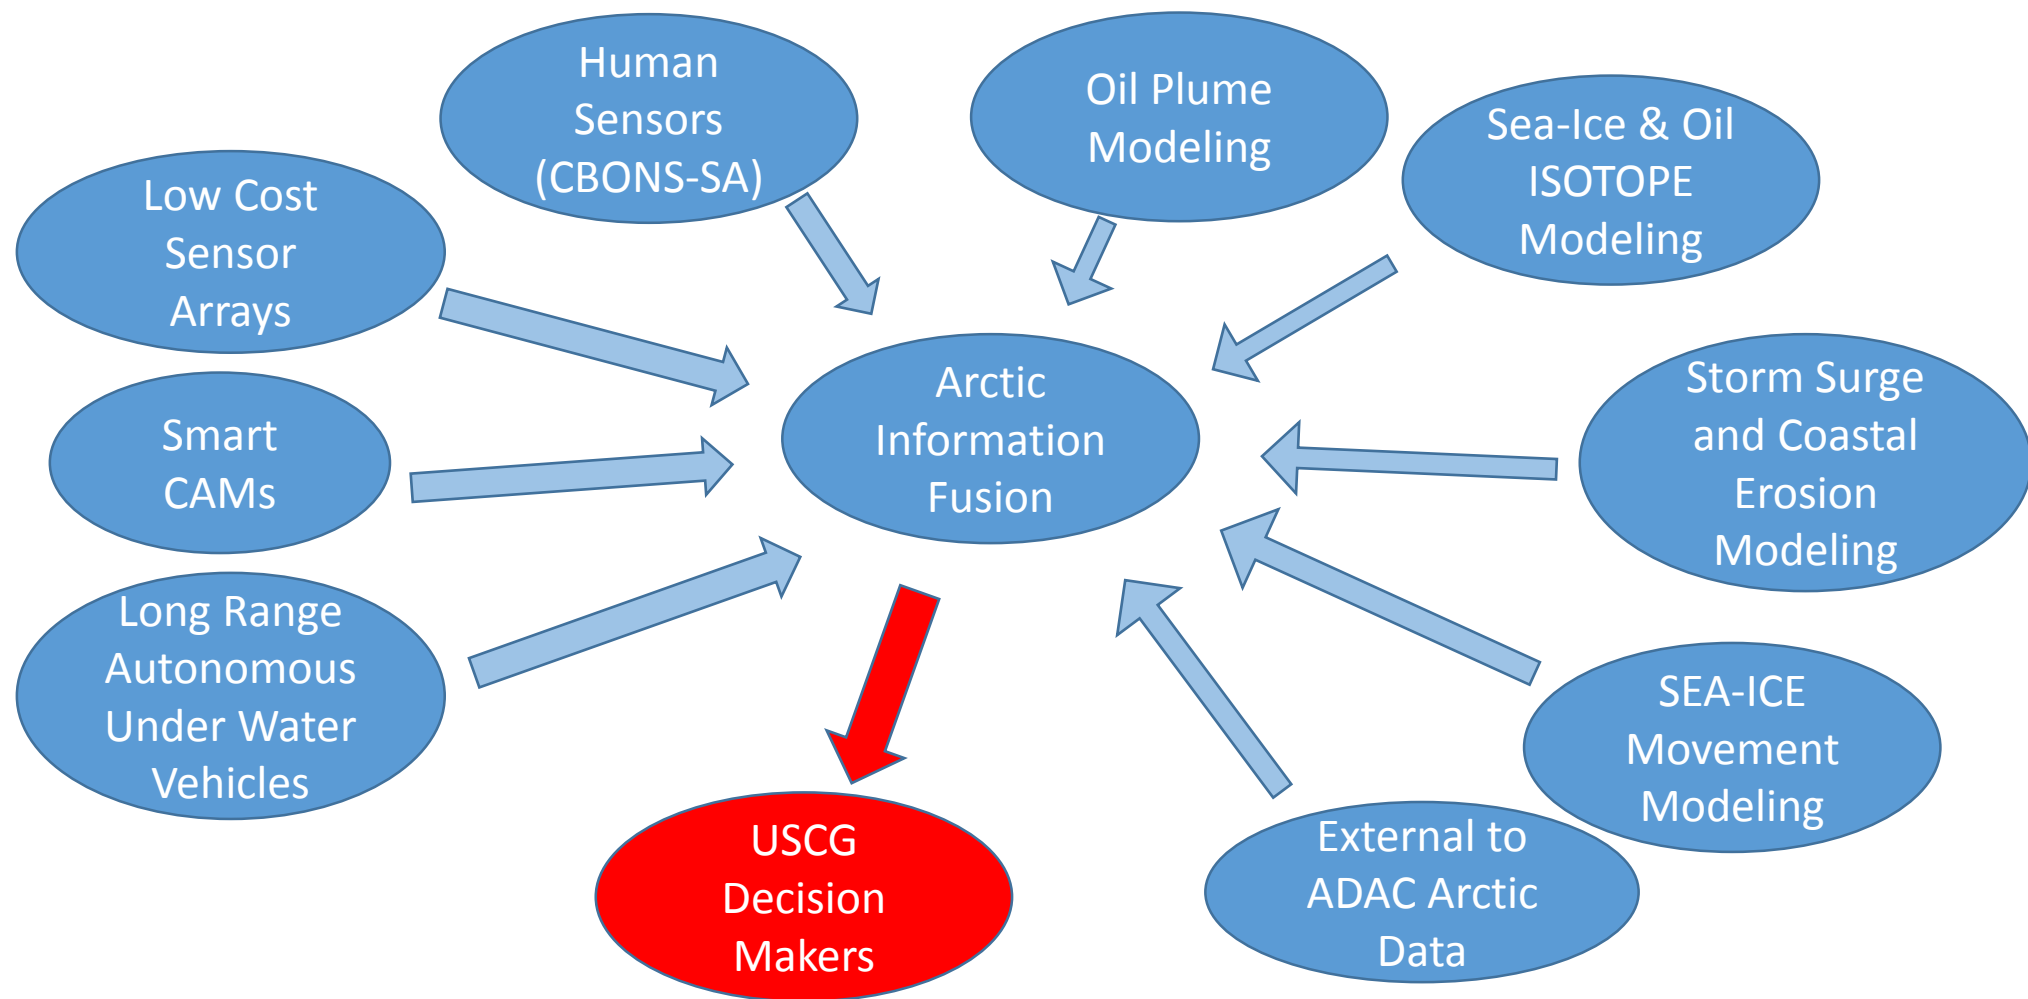 Human
Sensors
(CBONS-SA)
Oil Plume
Modeling
Sea-Ice & Oil
ISOTOPE
Modeling
Low Cost
Sensor
Arrays
Arctic
Information
Fusion
Storm Surge
and Coastal
Erosion
Modeling
Smart
CAMs
Long Range
Autonomous
Under Water
Vehicles
SEA-ICE
Movement
Modeling
USCG
Decision
Makers
External to
ADAC Arctic
Data